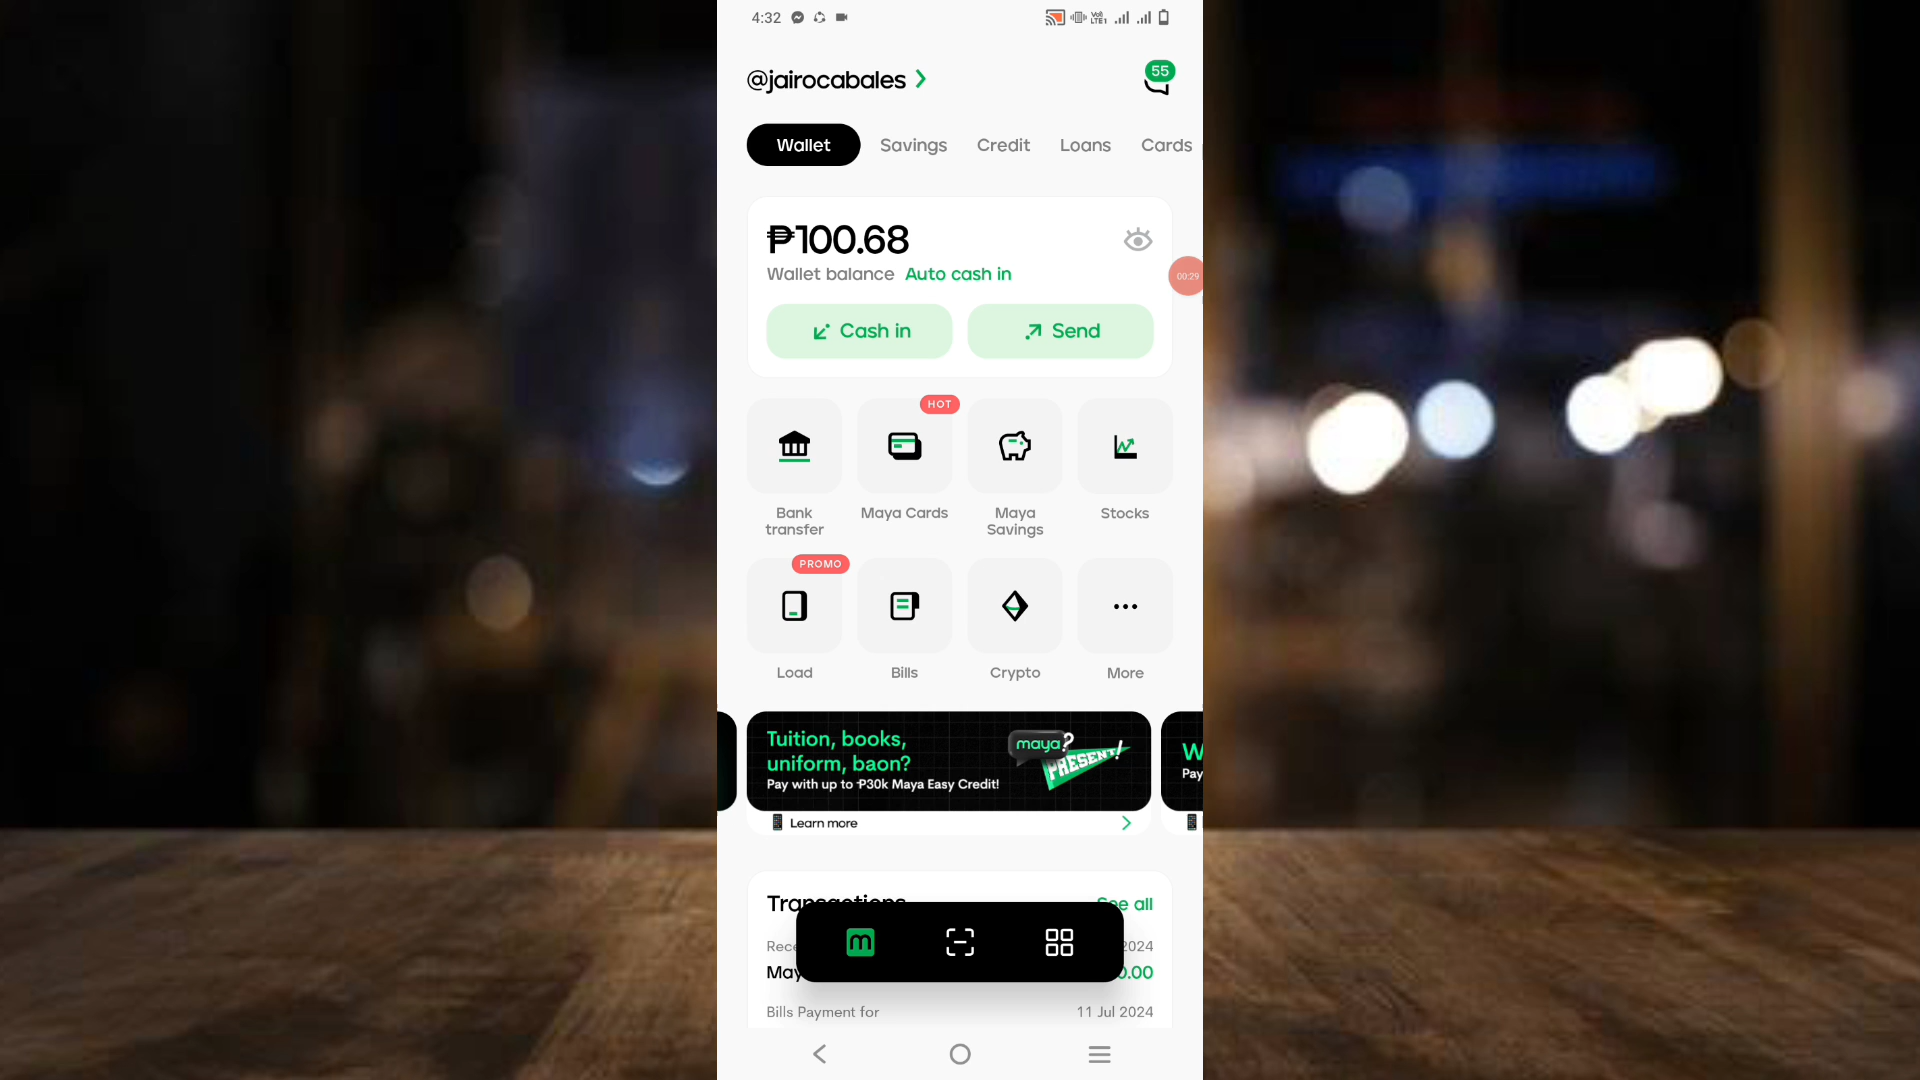 4:32
@jairocabales
55
Wallet Savings Credit Loans Cards
₱100.68
Wallet balance Auto cash in
00:29
Cash in Send
HOT
Bank transfer
Maya Cards
Maya Savings
Stocks
PROMO
Load
Bills
Crypto
More
Tuition, books,
uniform, baon?
Pay with up to ₱30k Maya Easy Credit!
maya?
PRESENT!
Learn more
Pay
Transactions See all
2024
0.00
Bills Payment for 11 Jul 2024